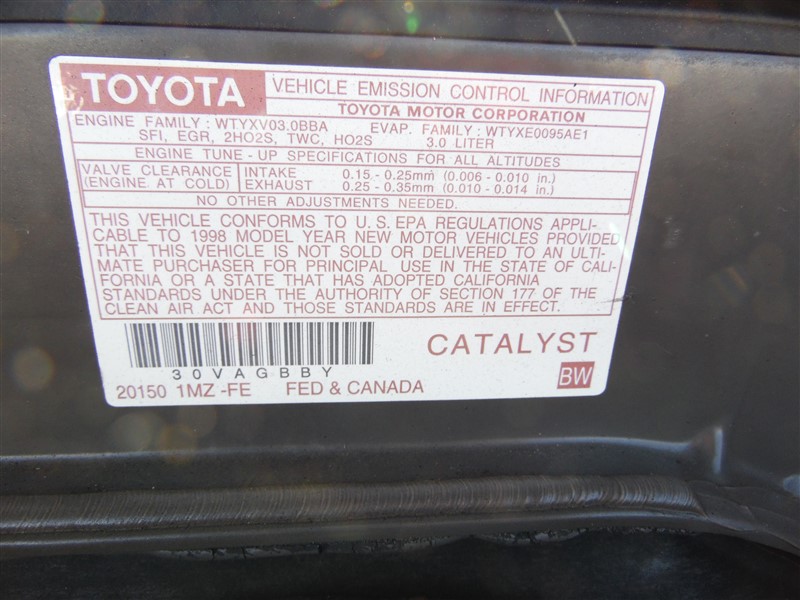 TOYOTA VEHICLE EMISSION CONTROL INFORMATION
TOYOTA MOTOR CORPORATION
ENGINE FAMILY : WTYXV03.0BBA EVAP. FAMILY : WTYXE0095AE1
SFI, EGR, 2HO2S, TWC, HO2S 3.0 LITER
ENGINE TUNE - UP SPECIFICATIONS FOR ALL ALTITUDES
VALVE CLEARANCE INTAKE 0.15 - 0.25mm (0.006 - 0.010 in.)
(ENGINE AT COLD) EXHAUST 0.25 - 0.35mm (0.010 - 0.014 in.)
NO OTHER ADJUSTMENTS NEEDED.
THIS VEHICLE CONFORMS TO U.S. EPA REGULATIONS APPLI-
CABLE TO 1998 MODEL YEAR NEW MOTOR VEHICLES PROVIDED
THAT THIS VEHICLE IS NOT SOLD OR DELIVERED TO AN ULTI-
MATE PURCHASER FOR PRINCIPAL USE IN THE STATE OF CALI-
FORNIA OR A STATE THAT HAS ADOPTED CALIFORNIA
STANDARDS UNDER THE AUTHORITY OF SECTION 177 OF THE
CLEAN AIR ACT AND THOSE STANDARDS ARE IN EFFECT.
30VAGBBY
CATALYST
20150 1MZ -FE FED & CANADA
BW